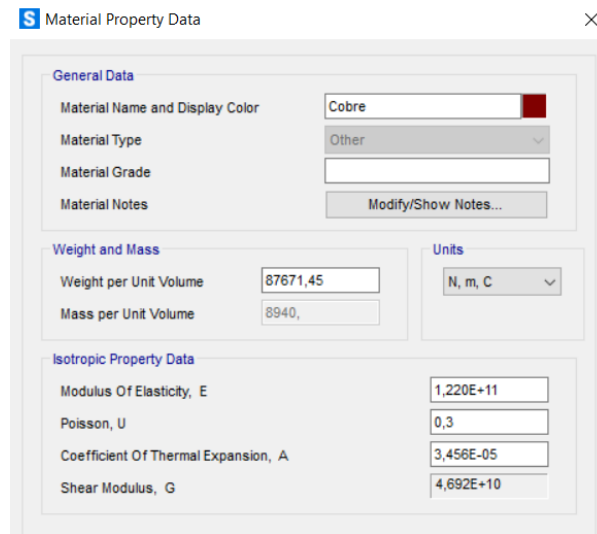 S Material Property Data
General Data
Material Name and Display Color Cobre
Material Type Other
Material Grade
Material Notes Modify/Show Notes...
Weight and Mass
Weight per Unit Volume 87671,45
Mass per Unit Volume 8940,
Units
N, m, C
Isotropic Property Data
Modulus Of Elasticity, E 1,220E+11
Poisson, U 0,3
Coefficient Of Thermal Expansion, A 3,456E-05
Shear Modulus, G 4,692E+10